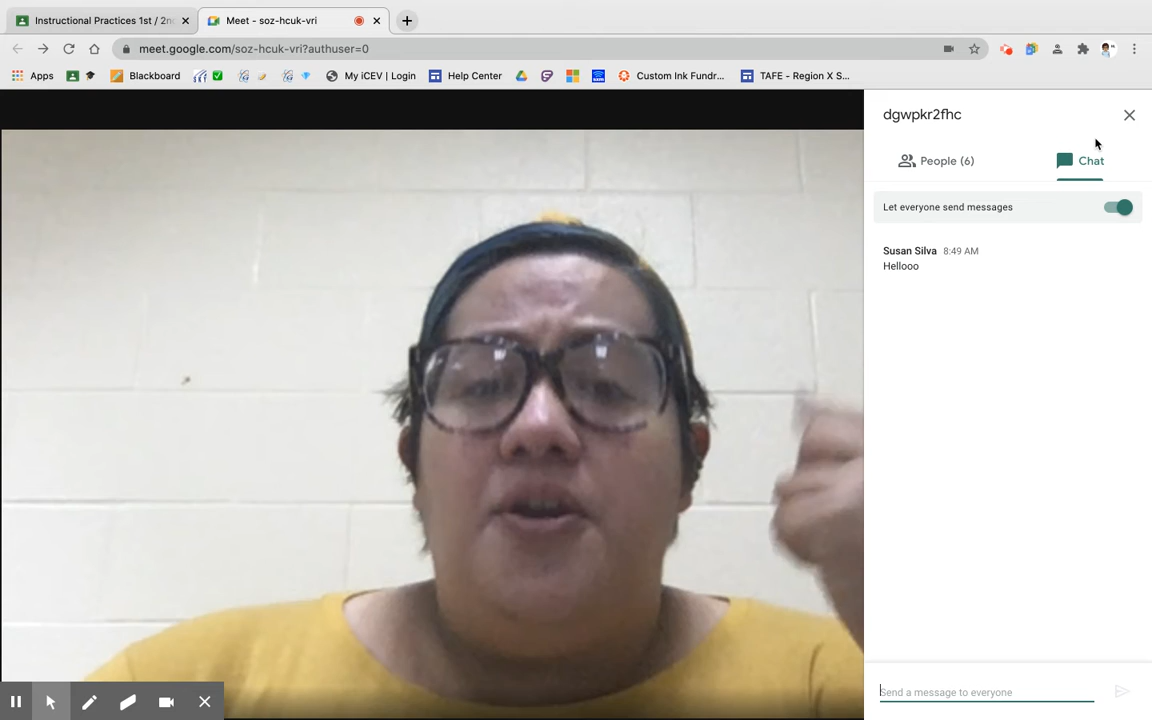 Instructional Practices 1st / 2n
Meet - soz-hcuk-vri
meet.google.com/soz-hcuk-vri?authuser=0
Apps
Blackboard
My iCEV | Login
Help Center
Custom Ink Fundr...
TAFE - Region X S...
dgwpkr2fhc
People (6)
Chat
Let everyone send messages
Susan Silva 8:49 AM
Hellooo
Send a message to everyone